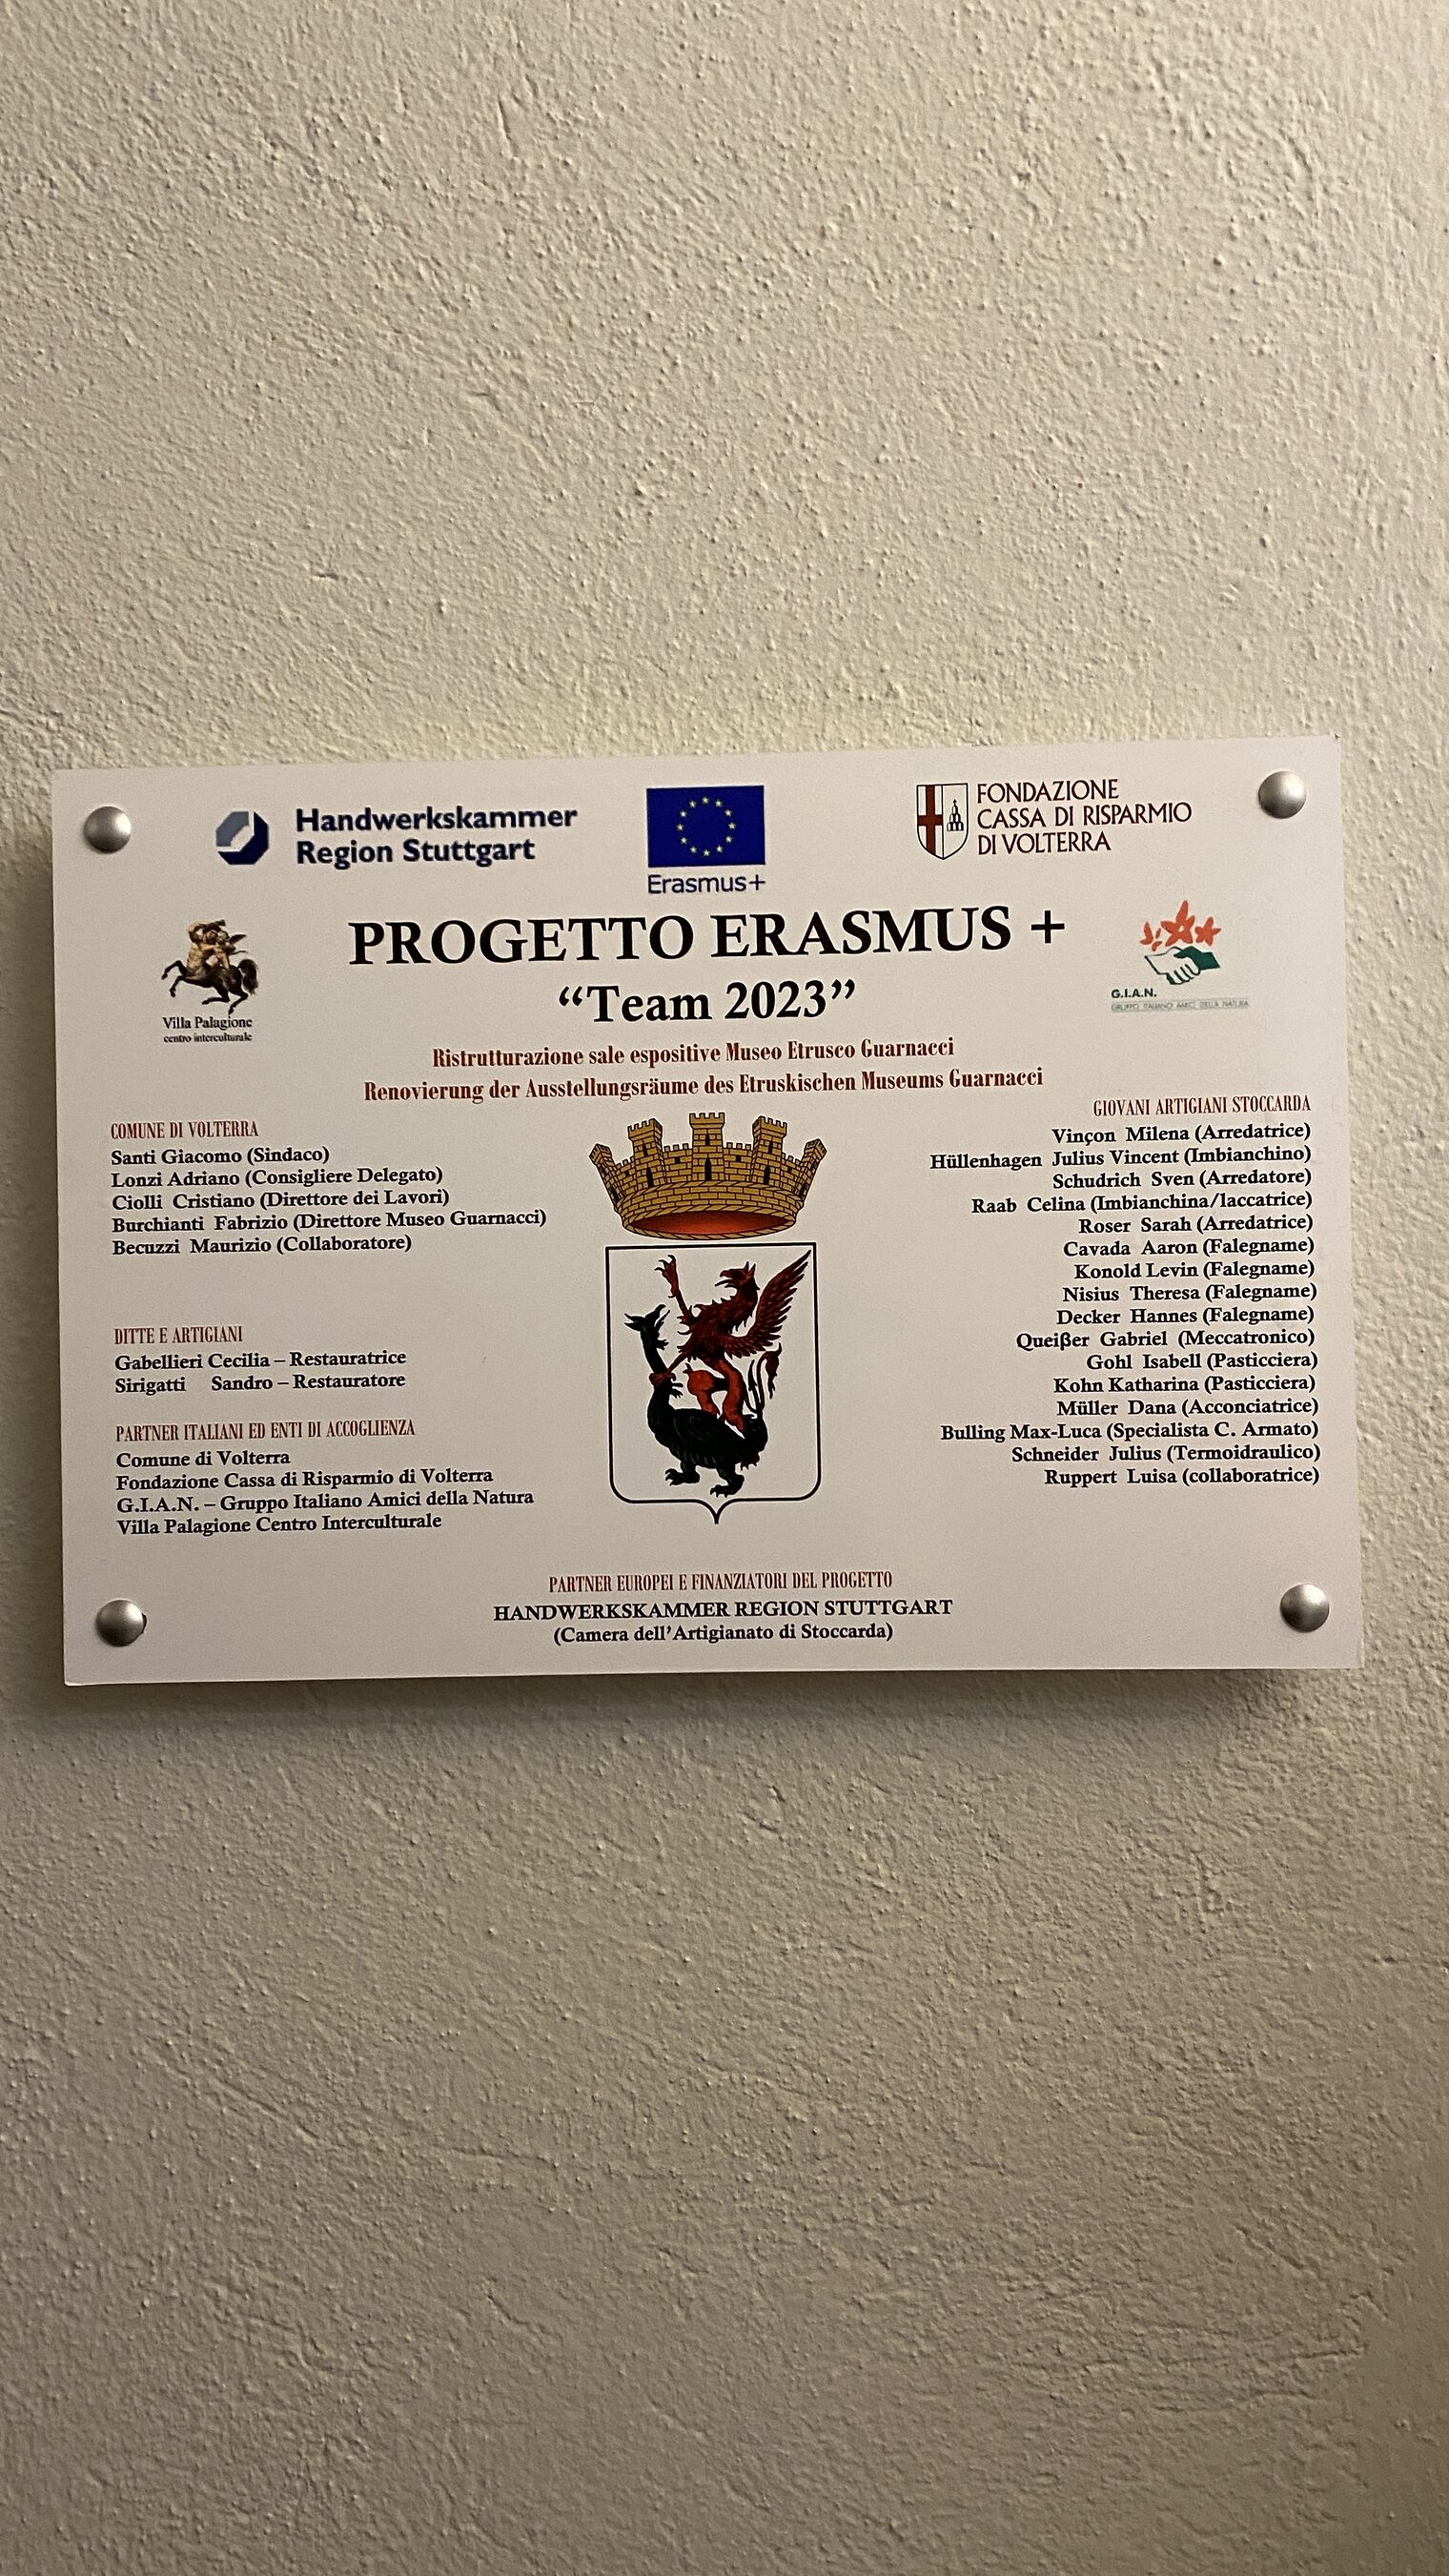 Handwerkskammer
Region Stuttgart
Erasmus+
FONDAZIONE
CASSA DI RISPARMIO
DI VOLTERRA
Villa Palagione
centro interculturale
PROGETTO ERASMUS +
“Team 2023”
G.I.A.N.
GRUPPO ITALIANO AMICI DELLA NATURA
Ristrutturazione sale espositive Museo Etrusco Guarnacci
Renovierung der Ausstellungsräume des Etruskischen Museums Guarnacci
COMUNE DI VOLTERRA
Santi Giacomo (Sindaco)
Lonzi Adriano (Consigliere Delegato)
Ciolli Cristiano (Direttore dei Lavori)
Burchianti Fabrizio (Direttore Museo Guarnacci)
Becuzzi Maurizio (Collaboratore)
DITTE E ARTIGIANI
Gabellieri Cecilia – Restauratrice
Sirigatti Sandro – Restauratore
PARTNER ITALIANI ED ENTI DI ACCOGLIENZA
Comune di Volterra
Fondazione Cassa di Risparmio di Volterra
G.I.A.N. – Gruppo Italiano Amici della Natura
Villa Palagione Centro Interculturale
GIOVANI ARTIGIANI STOCCARDA
Vinçon Milena (Arredatrice)
Hüllenhagen Julius Vincent (Imbianchino)
Schudrich Sven (Arredatore)
Raab Celina (Imbianchina/laccatrice)
Roser Sarah (Arredatrice)
Cavada Aaron (Falegname)
Konold Levin (Falegname)
Nisius Theresa (Falegname)
Decker Hannes (Falegname)
Queißer Gabriel (Meccatronico)
Gohl Isabell (Pasticciera)
Kohn Katharina (Pasticciera)
Müller Dana (Acconciatrice)
Bulling Max-Luca (Specialista C. Armato)
Schneider Julius (Termoidraulico)
Ruppert Luisa (collaboratrice)
PARTNER EUROPEI E FINANZIATORI DEL PROGETTO
HANDWERKSKAMMER REGION STUTTGART
(Camera dell’Artigianato di Stoccarda)